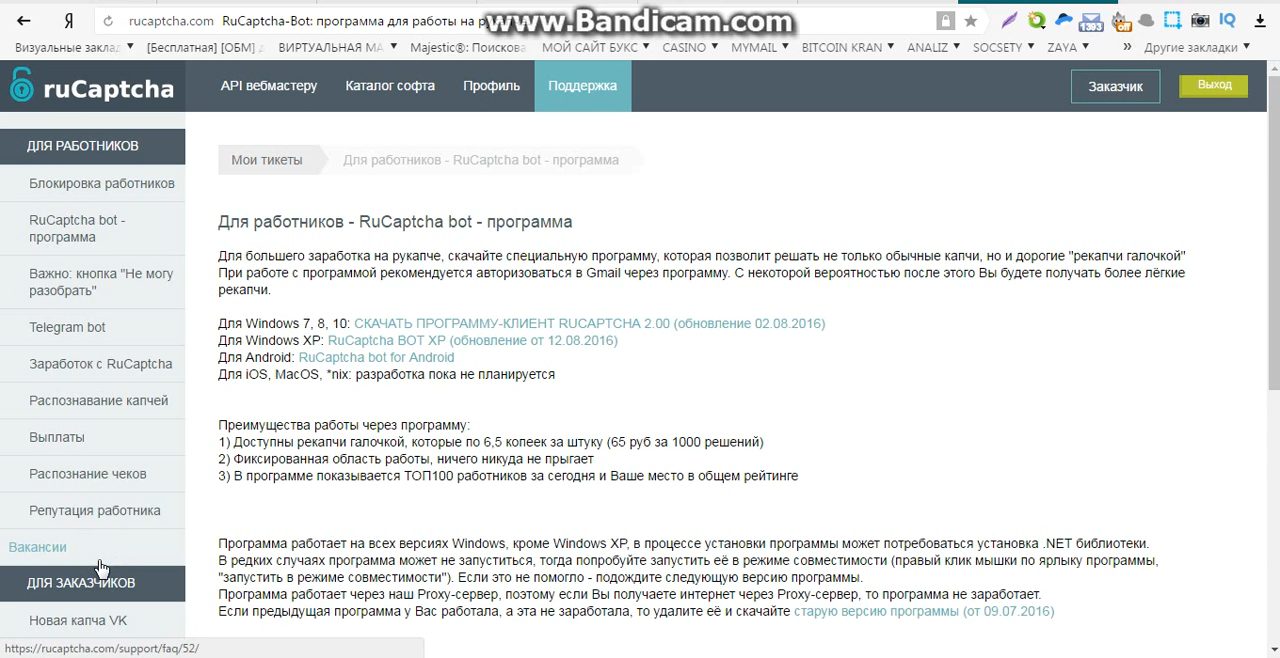 Я
rucaptcha.com RuCaptcha-Bot: программа для работы на
www.Bandicam.com
1393
off
IQ
Визуальные заклад
[Бесплатная] [ОБМ]
ВИРТУАЛЬНАЯ МА
Majestic®: Поискова
МОЙ САЙТ БУКС
CASINO
MYMAIL
BITCOIN KRAN
ANALIZ
SOCSETY
ZAYA
»
Другие закладки
ruCaptcha
API вебмастеру
Каталог софта
Профиль
Поддержка
Заказчик
Выход
ДЛЯ РАБОТНИКОВ
Блокировка работников
RuCaptcha bot -
программа
Важно: кнопка "Не могу
разобрать"
Telegram bot
Заработок с RuCaptcha
Распознавание капчей
Выплаты
Распознание чеков
Репутация работника
Вакансии
ДЛЯ ЗАКАЗЧИКОВ
Новая капча VK
https://rucaptcha.com/support/faq/52/
Мои тикеты
Для работников - RuCaptcha bot - программа
Для работников - RuCaptcha bot - программа
Для большего заработка на рукапче, скачайте специальную программу, которая позволит решать не только обычные капчи, но и дорогие "рекапчи галочкой"
При работе с программой рекомендуется авторизоваться в Gmail через программу. С некоторой вероятностью после этого Вы будете получать более лёгкие
рекапчи.
Для Windows 7, 8, 10: СКАЧАТЬ ПРОГРАММУ-КЛИЕНТ RUCAPTCHA 2.00 (обновление 02.08.2016)
Для Windows XP: RuCaptcha BOT XP (обновление от 12.08.2016)
Для Android: RuCaptcha bot for Android
Для iOS, MacOS, *nix: разработка пока не планируется
Преимущества работы через программу:
1) Доступны рекапчи галочкой, которые по 6,5 копеек за штуку (65 руб за 1000 решений)
2) Фиксированная область работы, ничего никуда не прыгает
3) В программе показывается ТОП100 работников за сегодня и Ваше место в общем рейтинге
Программа работает на всех версиях Windows, кроме Windows XP, в процессе установки программы может потребоваться установка .NET библиотеки.
В редких случаях программа может не запуститься, тогда попробуйте запустить её в режиме совместимости (правый клик мышки по ярлыку программы,
"запустить в режиме совместимости"). Если это не помогло - подождите следующую версию программы.
Программа работает через наш Proxy-сервер, поэтому если Вы получаете интернет через Proxy-сервер, то программа не заработает.
Если предыдущая программа у Вас работала, а эта не заработала, то удалите её и скачайте старую версию программы (от 09.07.2016)